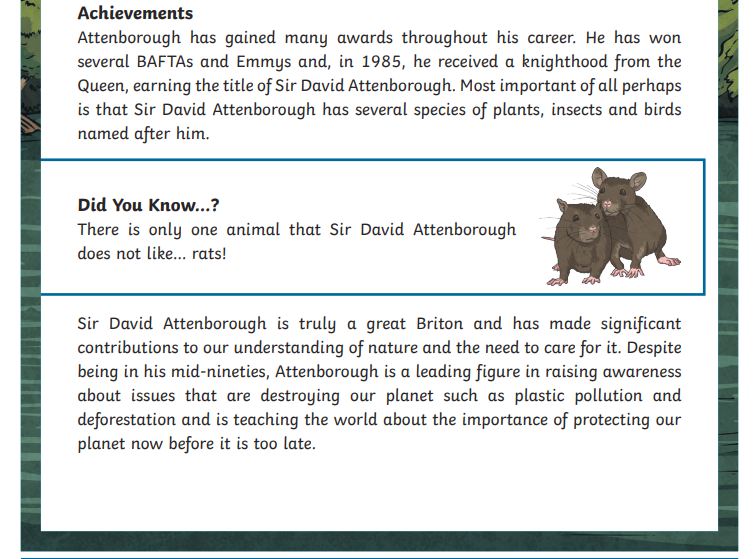 Achievements
Attenborough has gained many awards throughout his career. He has won
several BAFTAs and Emmys and, in 1985, he received a knighthood from the
Queen, earning the title of Sir David Attenborough. Most important of all perhaps
is that Sir David Attenborough has several species of plants, insects and birds
named after him.
Did You Know...?
There is only one animal that Sir David Attenborough
does not like... rats!
Sir David Attenborough is truly a great Briton and has made significant
contributions to our understanding of nature and the need to care for it. Despite
being in his mid-nineties, Attenborough is a leading figure in raising awareness
about issues that are destroying our planet such as plastic pollution and
deforestation and is teaching the world about the importance of protecting our
planet now before it is too late.